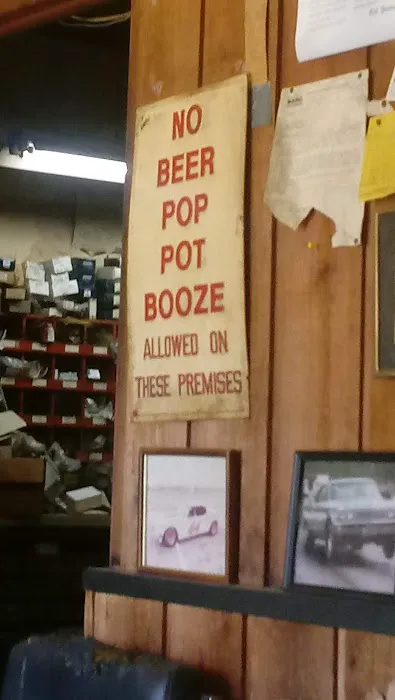 NO
BEER
POP
POT
BOOZE
ALLOWED ON
THESE PREMISES